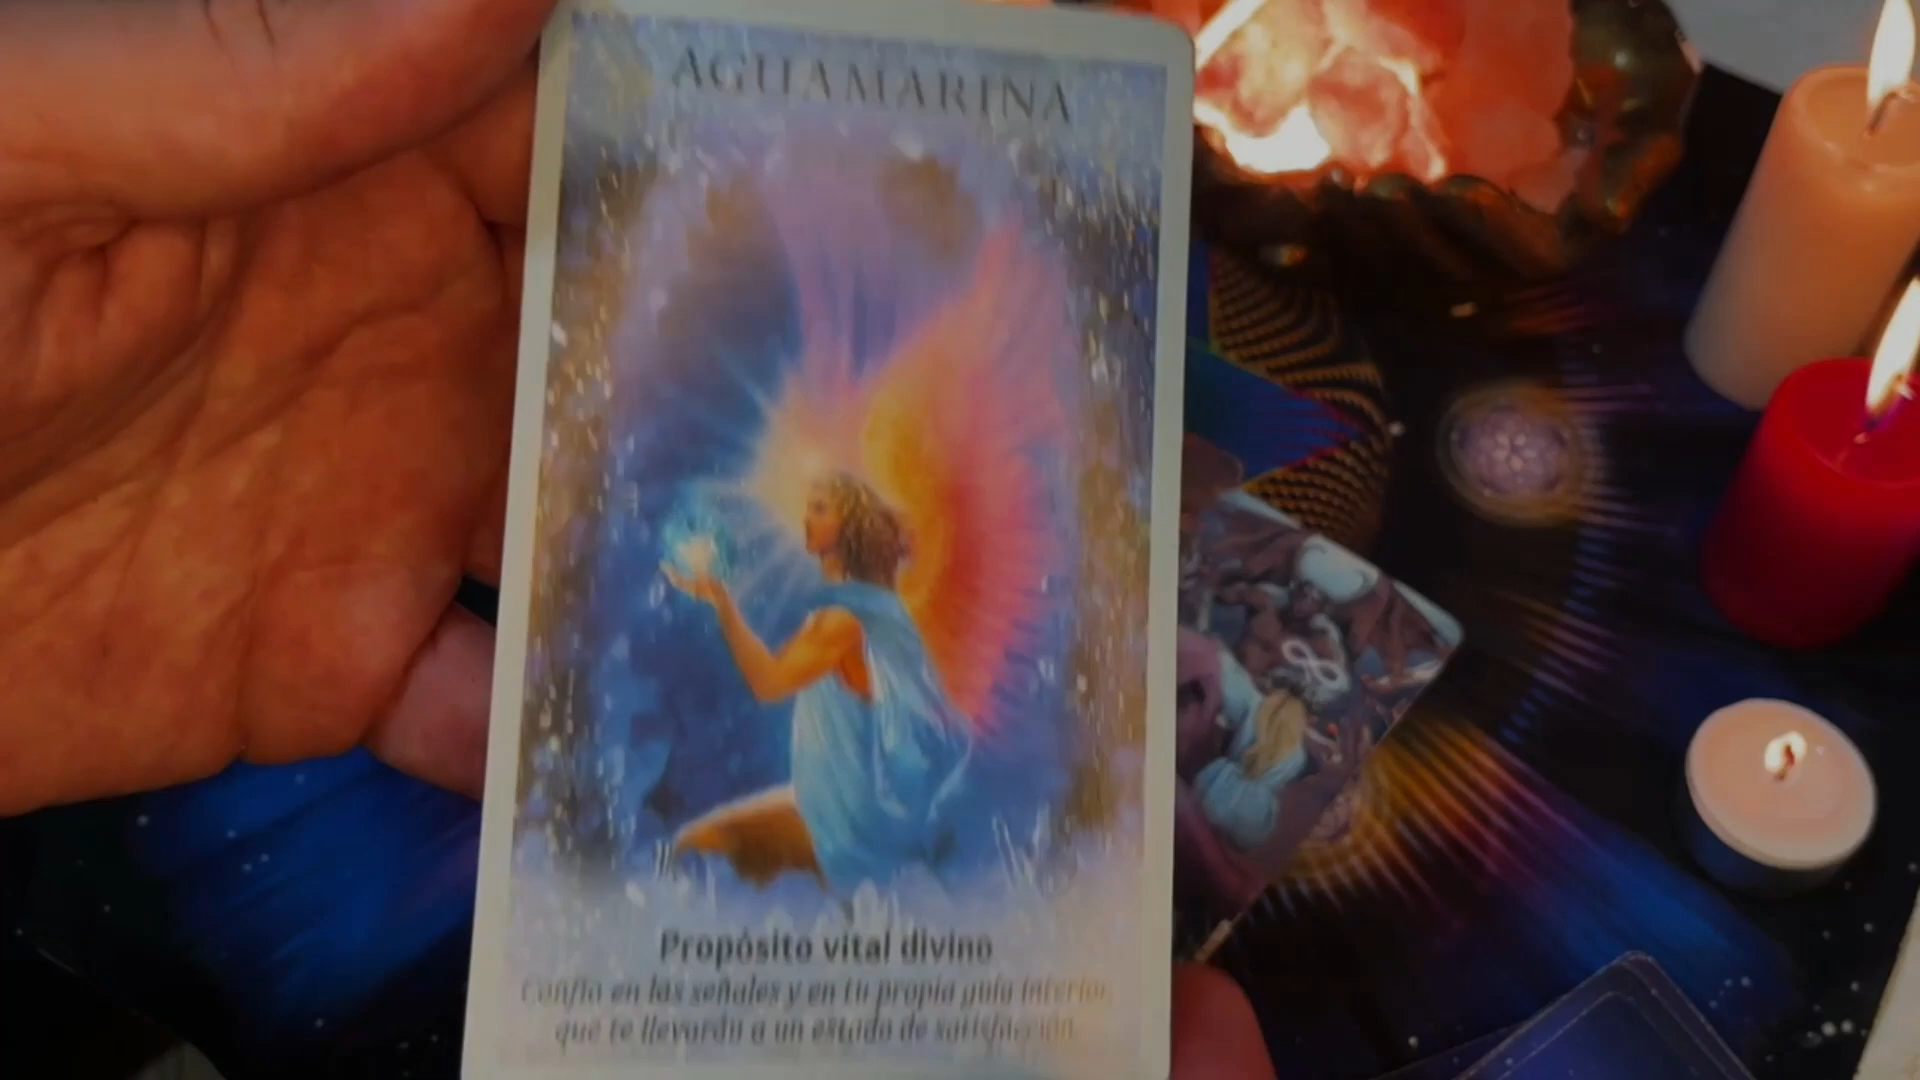 AGUAMARINA
Propósito vital divino
Confía en las señales y en tu propia guía interior,
que te llevarán a un estado de satisfacción.